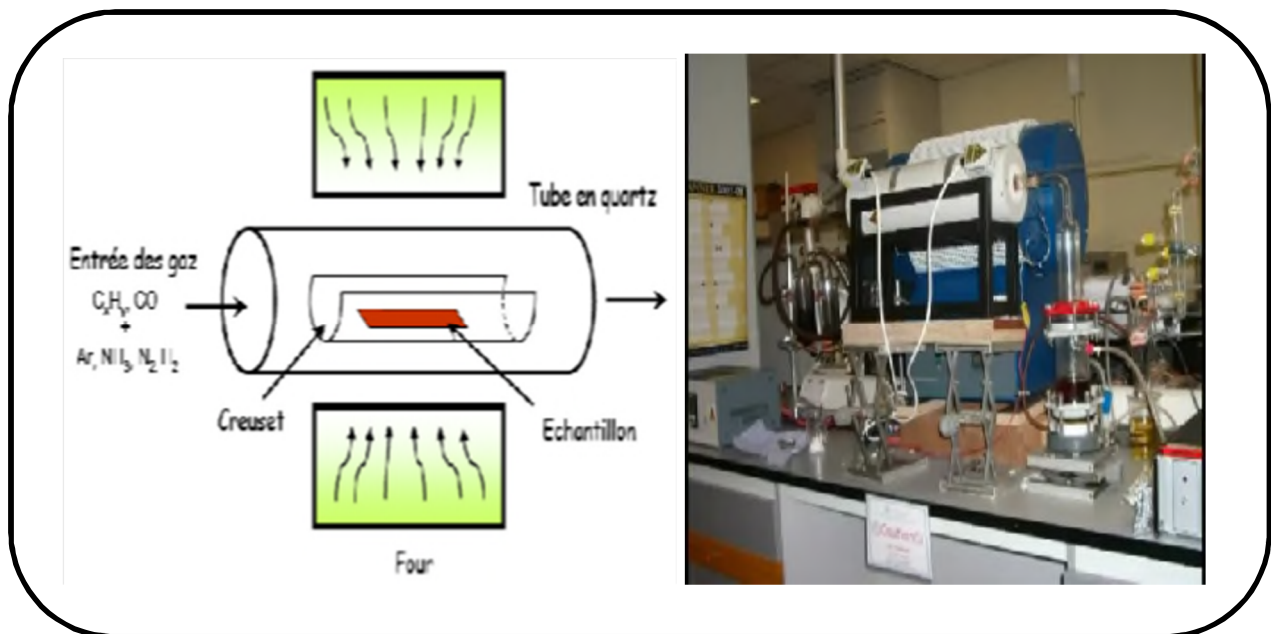 Tube en quartz
Entrée des gaz
CxHy, CO
+
Ar, NH3, N2, H2
Creuset
Echantillon
Four